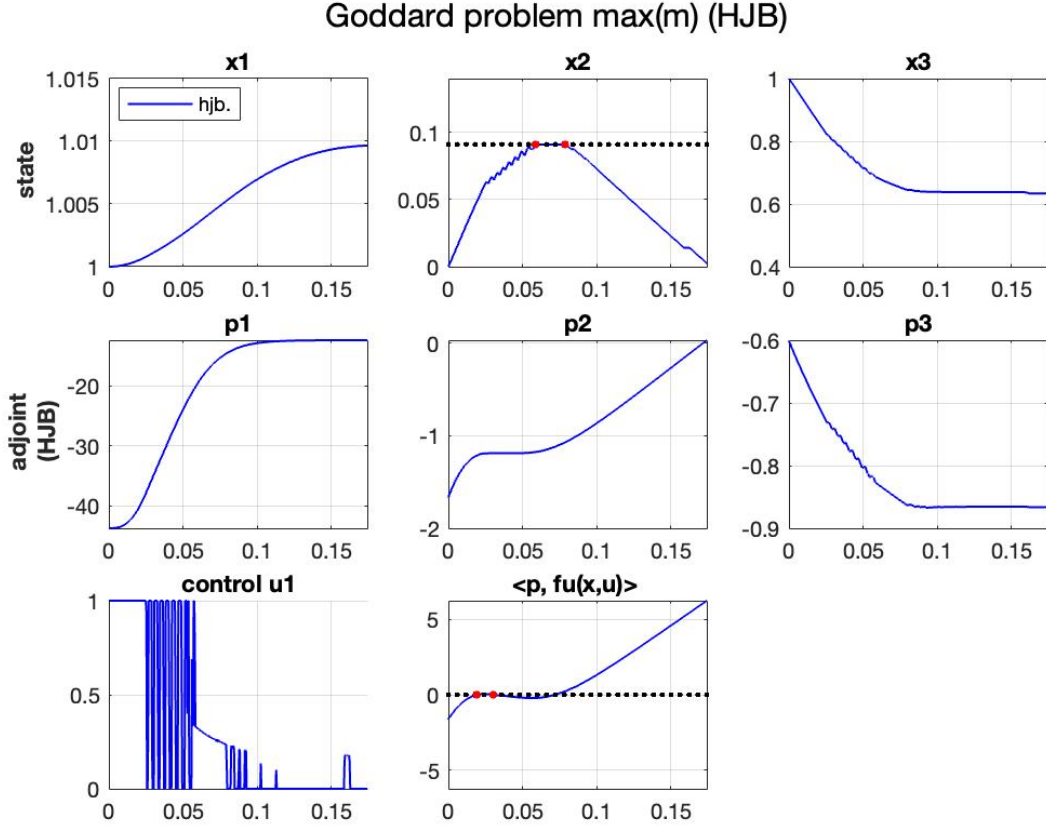 Goddard problem max(m) (HJB)
x1
x2
x3
state
1.015
1.01
1.005
1
hjb.
0 0.05 0.1 0.15
0.1
0.05
0
0 0.05 0.1 0.15
1
0.8
0.6
0.4
0 0.05 0.1 0.15
p1
p2
p3
adjoint
(HJB)
-20
-30
-40
0 0.05 0.1 0.15
0
-1
-2
0 0.05 0.1 0.15
-0.6
-0.7
-0.8
-0.9
0 0.05 0.1 0.15
control u1
<p, fu(x,u)>
1
0.5
0
0 0.05 0.1 0.15
5
0
-5
0 0.05 0.1 0.15